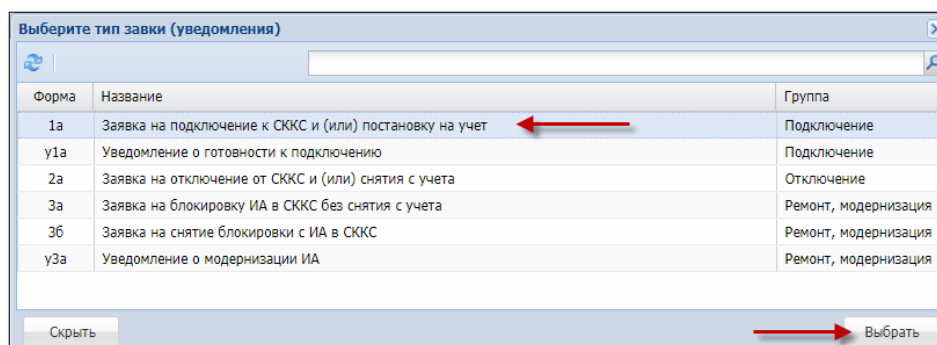 Выберите тип завки (уведомления)
Форма Название Группа
1а Заявка на подключение к СККС и (или) постановку на учет Подключение
у1а Уведомление о готовности к подключению Подключение
2а Заявка на отключение от СККС и (или) снятия с учета Отключение
3а Заявка на блокировку ИА в СККС без снятия с учета Ремонт, модернизация
3б Заявка на снятие блокировки с ИА в СККС Ремонт, модернизация
у3а Уведомление о модернизации ИА Ремонт, модернизация
Скрыть Выбрать